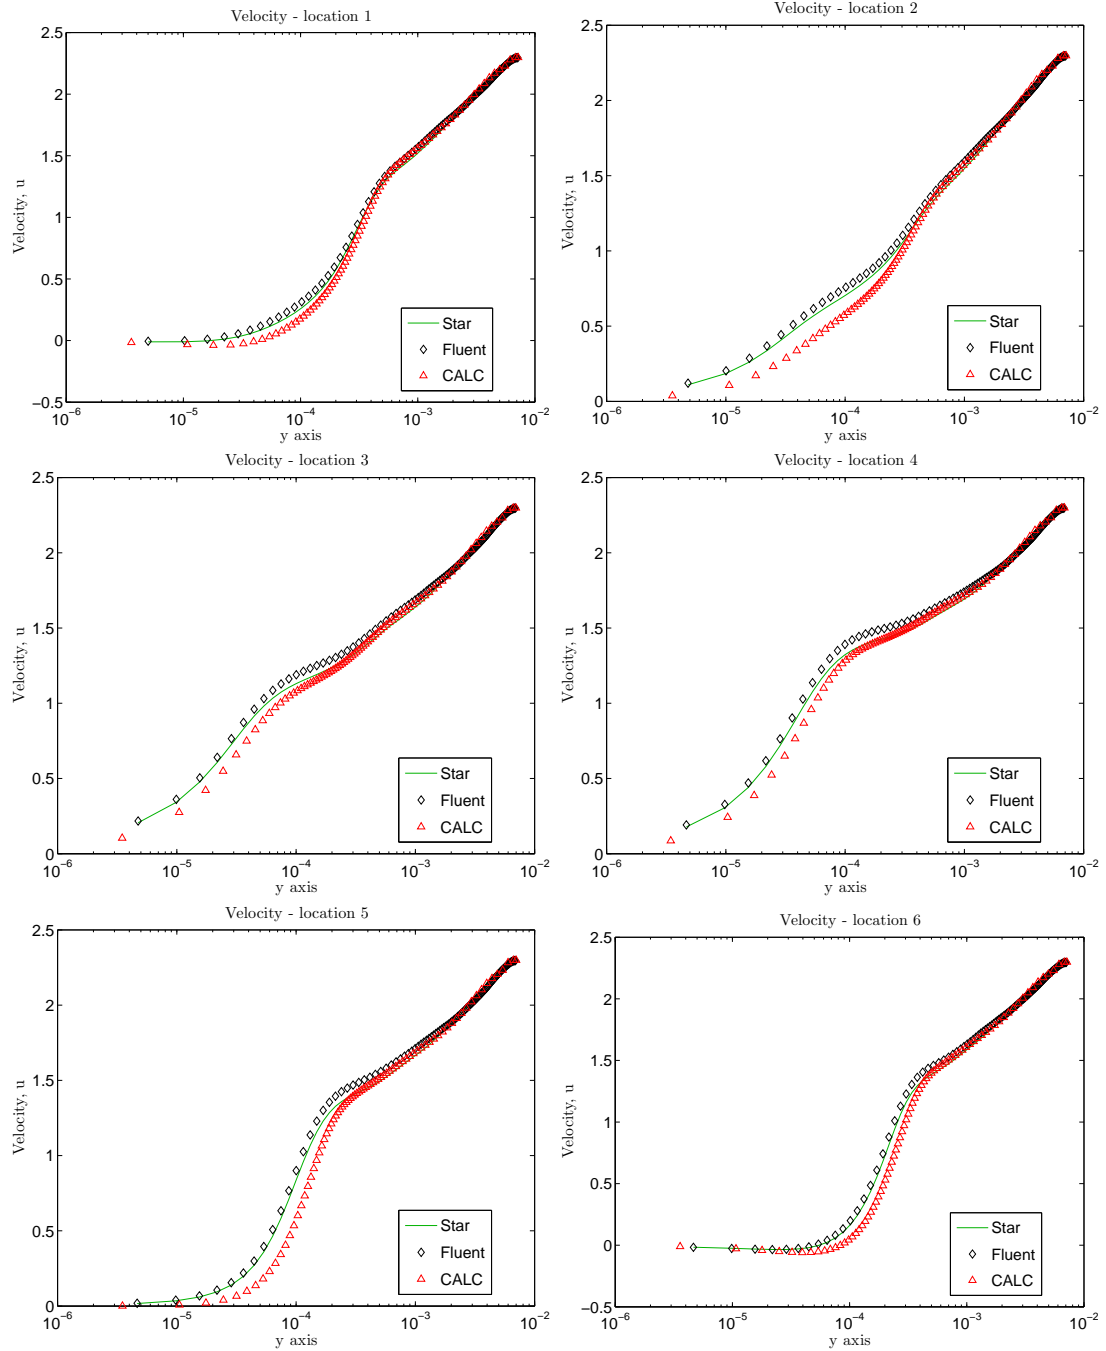 Velocity - location 1
Velocity, u
2.5
2
1.5
1
0.5
0
−0.5
10−6
10−5
10−4
10−3
10−2
y axis
Star
Fluent
CALC
Velocity - location 2
Velocity, u
2.5
2
1.5
1
0.5
0
10−6
10−5
10−4
10−3
10−2
y axis
Star
Fluent
CALC
Velocity - location 3
Velocity, u
2.5
2
1.5
1
0.5
0
10−6
10−5
10−4
10−3
10−2
y axis
Star
Fluent
CALC
Velocity - location 4
Velocity, u
2.5
2
1.5
1
0.5
0
10−6
10−5
10−4
10−3
10−2
y axis
Star
Fluent
CALC
Velocity - location 5
Velocity, u
2.5
2
1.5
1
0.5
0
10−6
10−5
10−4
10−3
10−2
y axis
Star
Fluent
CALC
Velocity - location 6
Velocity, u
2.5
2
1.5
1
0.5
0
−0.5
10−6
10−5
10−4
10−3
10−2
y axis
Star
Fluent
CALC